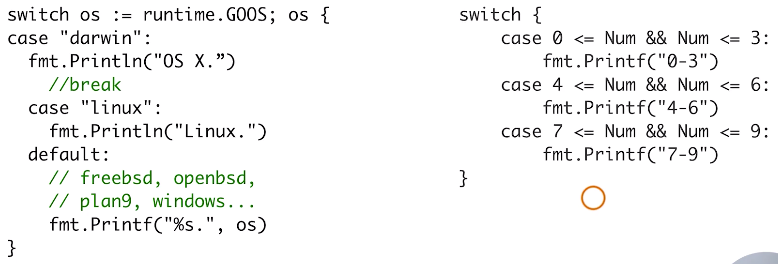 switch os := runtime.GOOS; os {
case "darwin":
  fmt.Println("OS X.”)
    //break
  case "linux":
    fmt.Println("Linux.")
  default:
    // freebsd, openbsd,
    // plan9, windows...
    fmt.Printf("%s.", os)
}
switch {
    case 0 <= Num && Num <= 3:
        fmt.Printf("0-3")
    case 4 <= Num && Num <= 6:
        fmt.Printf("4-6")
    case 7 <= Num && Num <= 9:
        fmt.Printf("7-9")
}